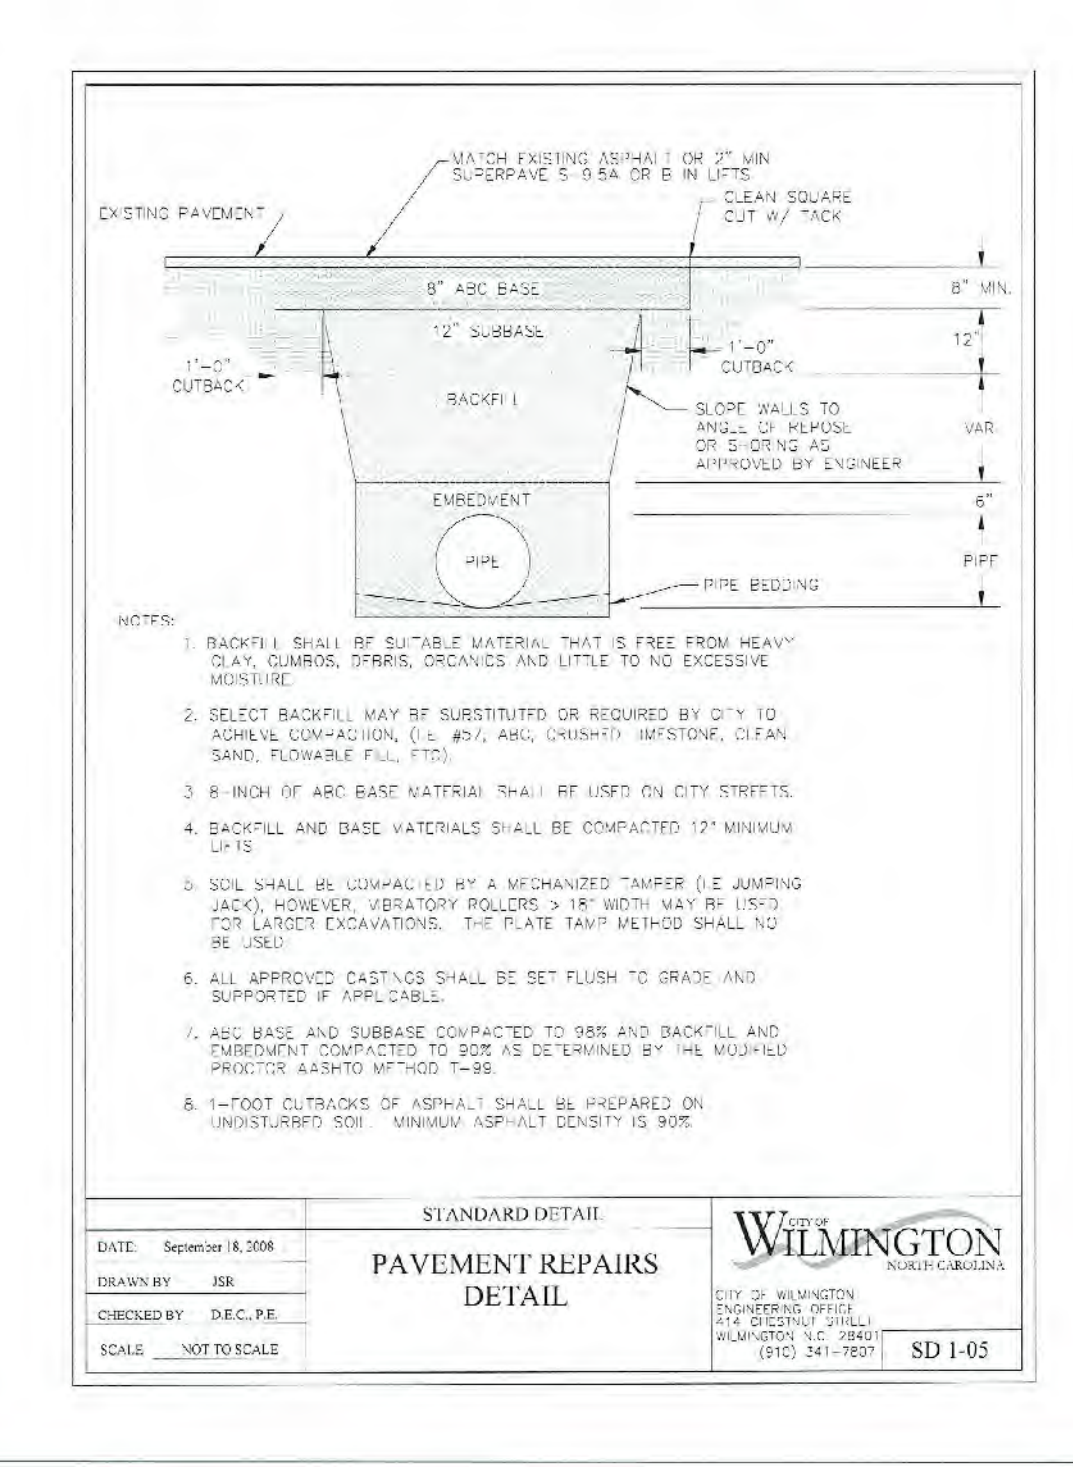 MATCH EXISTING ASPHALT OR 2" MIN
SUPERPAVE S-9.5A OR B IN LIFTS
CLEAN SQUARE
CUT W/ TACK
EXISTING PAVEMENT
8" ABC BASE
8" MIN.
12" SUBBASE
12"
1'-0"
CUTBACK
1'-0"
CUTBACK
BACKFILL
SLOPE WALLS TO
ANGLE OF REPOSE
OR SHORING AS
APPROVED BY ENGINEER
VAR.
EMBEDMENT
6"
PIPE
PIPE
PIPE BEDDING
NOTES:
1. BACKFILL SHALL BE SUITABLE MATERIAL THAT IS FREE FROM HEAVY
CLAY, GUMBOS, DEBRIS, ORGANICS AND LITTLE TO NO EXCESSIVE
MOISTURE
2. SELECT BACKFILL MAY BE SUBSTITUTED OR REQUIRED BY CITY TO
ACHIEVE COMPACTION, (I.E. #57, ABC, CRUSHED LIMESTONE, CLEAN
SAND, FLOWABLE FILL, ETC).
3. 8-INCH OF ABC BASE MATERIAL SHALL BE USED ON CITY STREETS.
4. BACKFILL AND BASE MATERIALS SHALL BE COMPACTED 12" MINIMUM
LIFTS
5. SOIL SHALL BE COMPACTED BY A MECHANIZED TAMPER (I.E JUMPING
JACK), HOWEVER, VIBRATORY ROLLERS > 18" WIDTH MAY BE USED
FOR LARGER EXCAVATIONS. THE PLATE TAMP METHOD SHALL NO
BE USED
6. ALL APPROVED CASTINGS SHALL BE SET FLUSH TO GRADE AND
SUPPORTED IF APPLICABLE.
7. ABC BASE AND SUBBASE COMPACTED TO 98% AND BACKFILL AND
EMBEDMENT COMPACTED TO 90% AS DETERMINED BY THE MODIFIED
PROCTOR AASHTO METHOD T-99.
8. 1-FOOT CUTBACKS OF ASPHALT SHALL BE PREPARED ON
UNDISTURBED SOIL. MINIMUM ASPHALT DENSITY IS 90%
STANDARD DETAIL
PAVEMENT REPAIRS
DETAIL
DATE: September 18, 2008
DRAWN BY JSR
CHECKED BY D.E.C., P.E.
SCALE NOT TO SCALE
CITY OF
WILMINGTON
NORTH CAROLINA
CITY OF WILMINGTON
ENGINEERING OFFICE
414 CHESTNUT STREET
WILMINGTON N.C. 28401
(910) 341-7807
SD 1-05